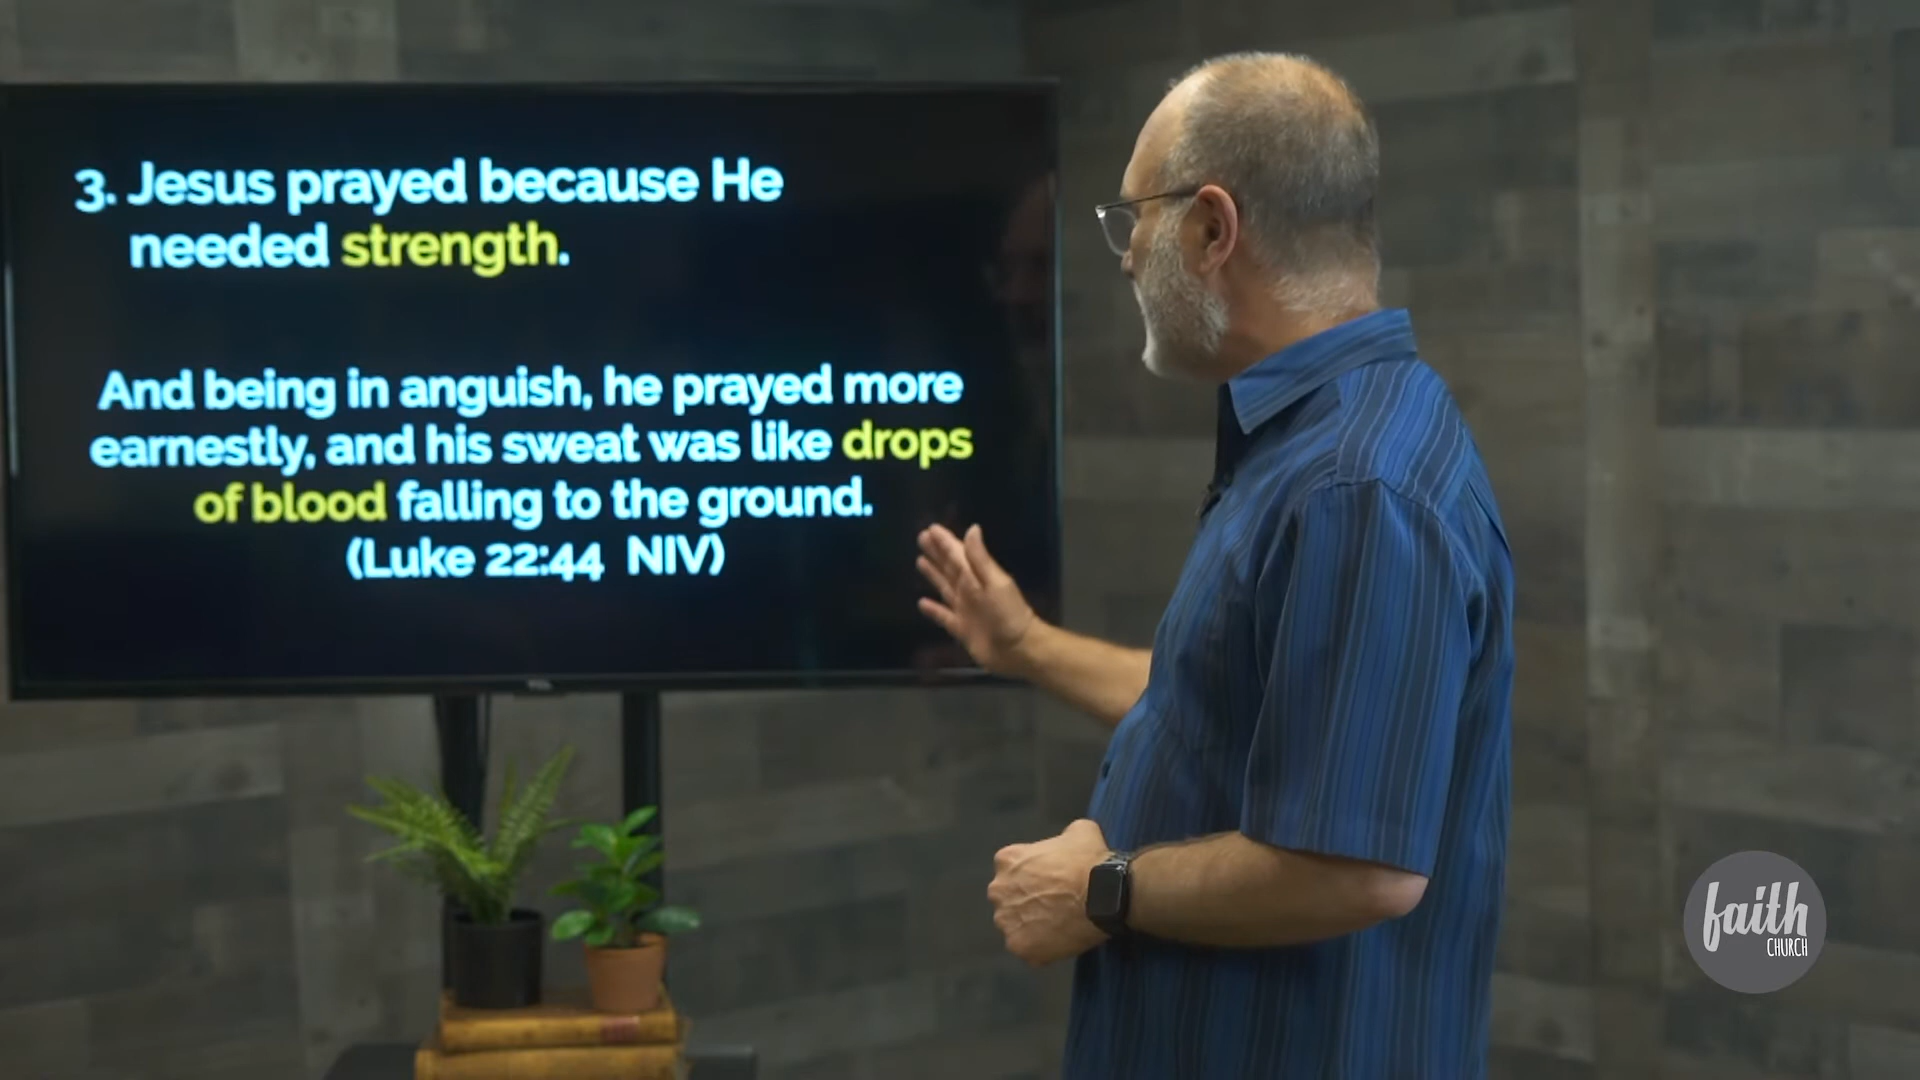 3. Jesus prayed because He
needed strength.
And being in anguish, he prayed more
earnestly, and his sweat was like drops
of blood falling to the ground.
(Luke 22:44 NIV)
faith
CHURCH